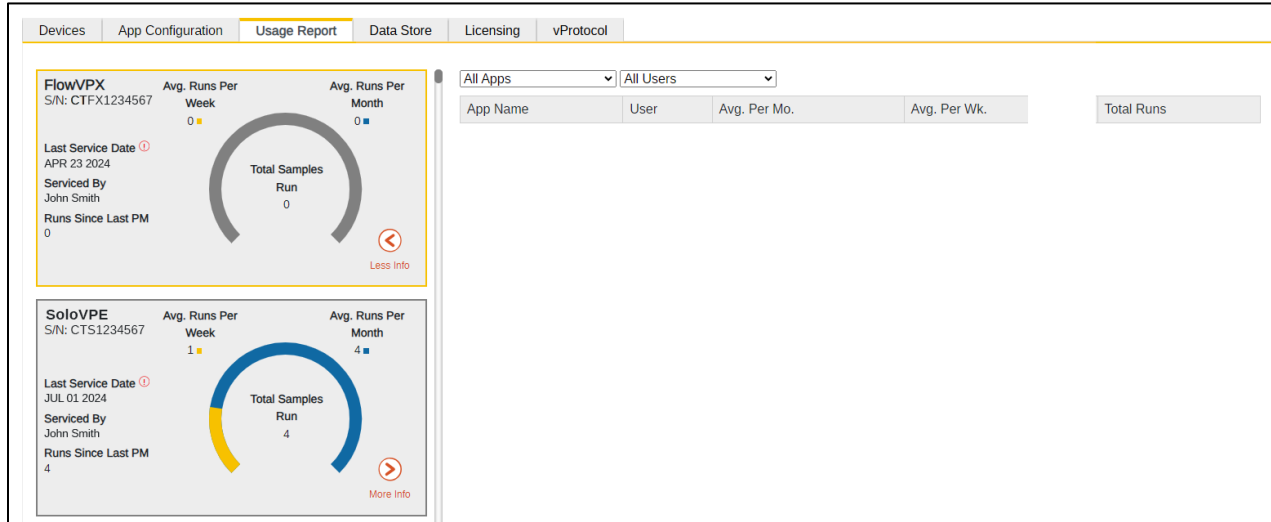 Devices App Configuration Usage Report Data Store Licensing vProtocol
FlowVPX
S/N: CTFX1234567
Avg. Runs Per
Week
0
Avg. Runs Per
Month
0
Last Service Date
APR 23 2024
Serviced By
John Smith
Runs Since Last PM
0
Total Samples
Run
0
Less Info
SoloVPE
S/N: CTS1234567
Avg. Runs Per
Week
1
Avg. Runs Per
Month
4
Last Service Date
JUL 01 2024
Serviced By
John Smith
Runs Since Last PM
4
Total Samples
Run
4
More Info
All Apps All Users
App Name User Avg. Per Mo. Avg. Per Wk. Total Runs